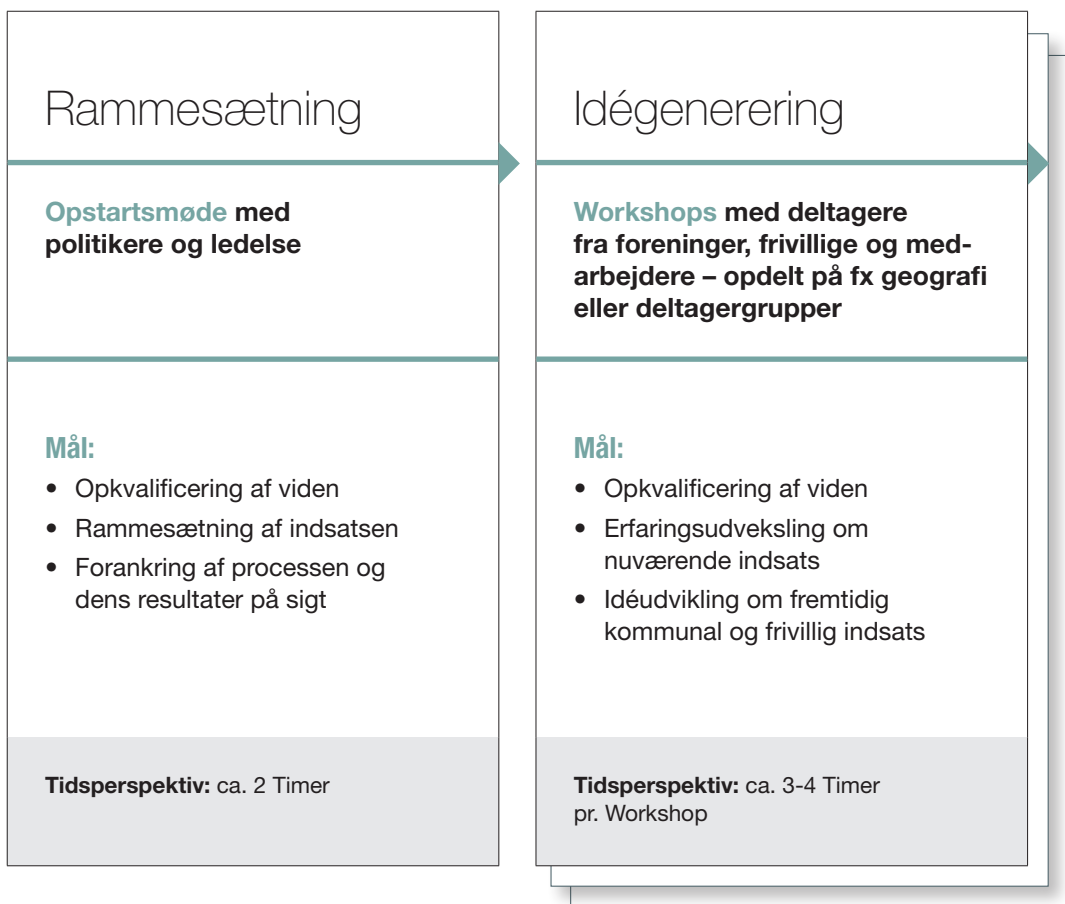 Rammesætning
Opstartsmøde med
politikere og ledelse
Mål:
• Opkvalificering af viden
• Rammesætning af indsatsen
• Forankring af processen og
dens resultater på sigt
Tidsperspektiv: ca. 2 Timer
Idégenerering
Workshops med deltagere
fra foreninger, frivillige og med-
arbejdere – opdelt på fx geografi
eller deltagergrupper
Mål:
• Opkvalificering af viden
• Erfaringsudveksling om
nuværende indsats
• Idéudvikling om fremtidig
kommunal og frivillig indsats
Tidsperspektiv: ca. 3-4 Timer
pr. Workshop